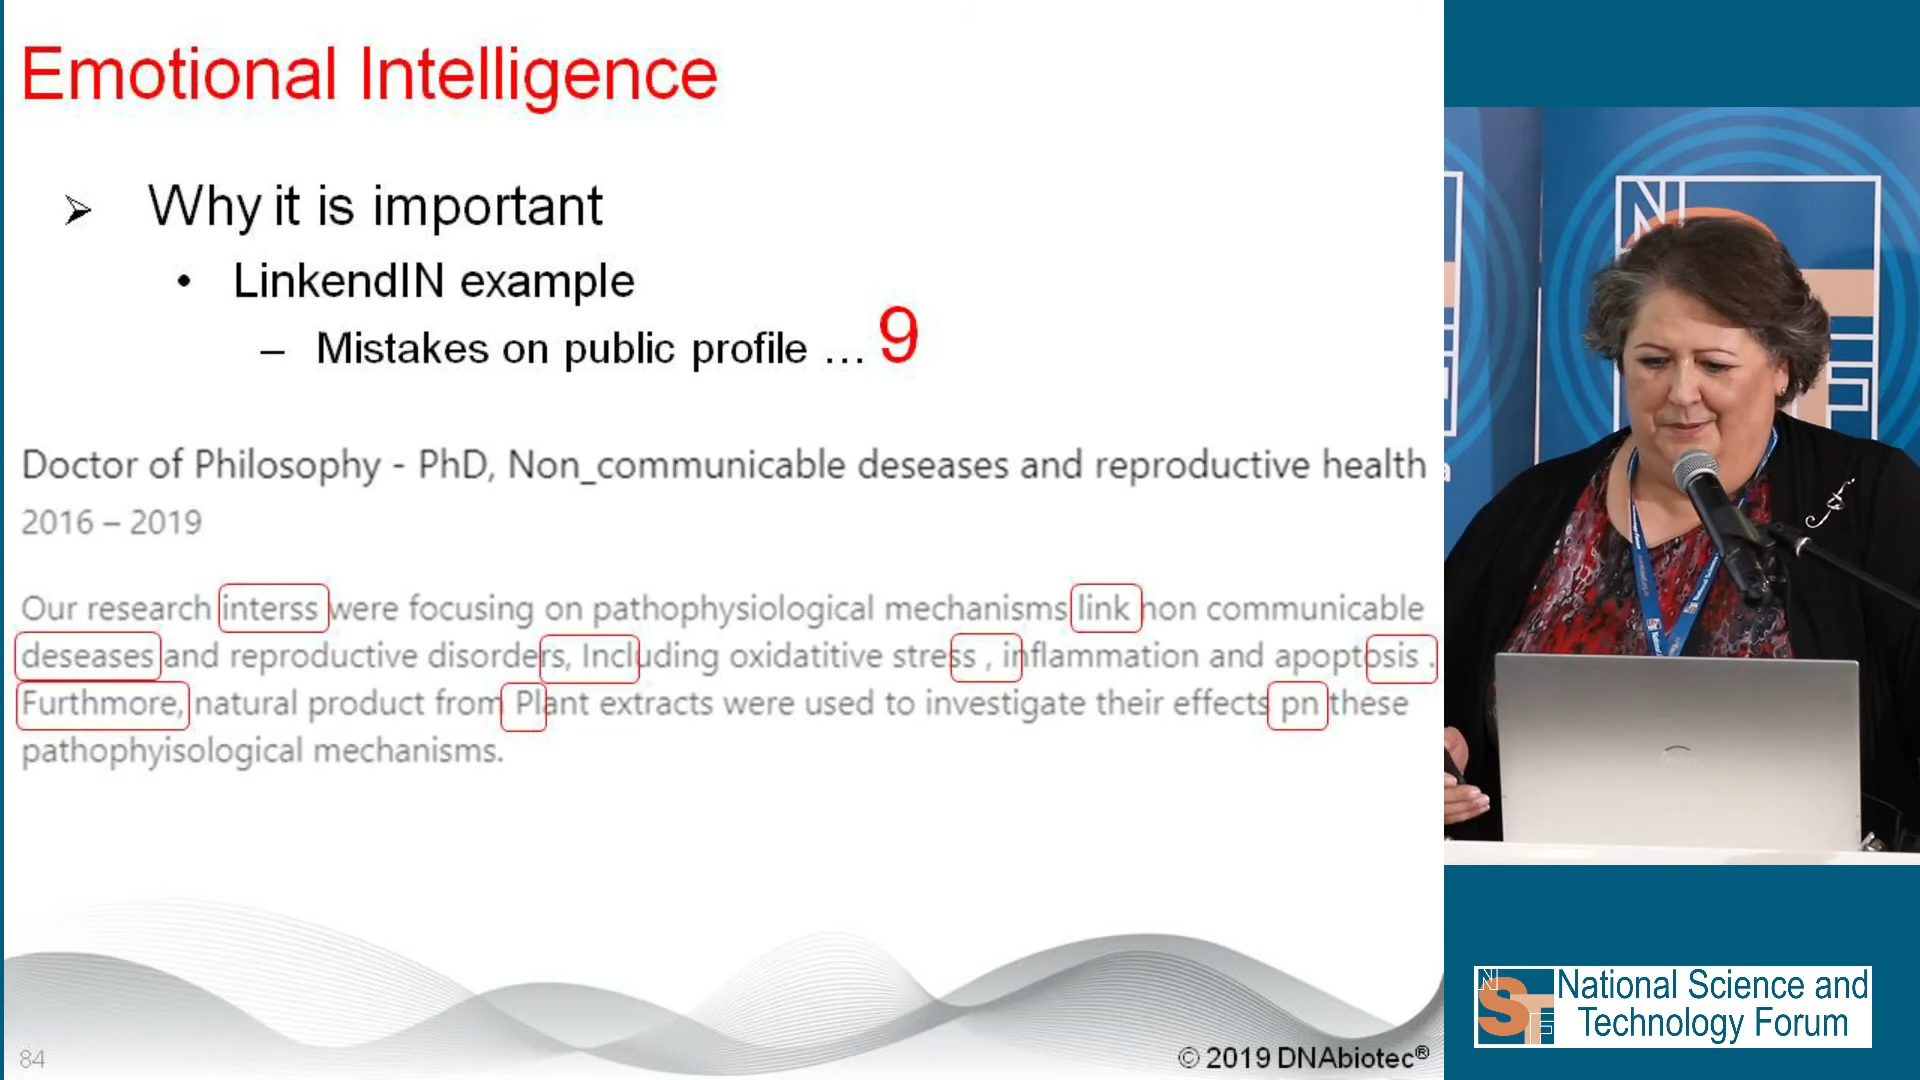 Emotional Intelligence
➢ Why it is important
• LinkendIN example
– Mistakes on public profile … 9
Doctor of Philosophy - PhD, Non_communicable deseases and reproductive health
2016 – 2019
Our research interss were focusing on pathophysiological mechanisms link non communicable
deseases and reproductive disorders, Including oxidatitive stress , inflammation and apoptosis .
Furthmore, natural product from Plant extracts were used to investigate their effects pn these
pathophyisological mechanisms.
84
© 2019 DNAbiotec®
National Science and
Technology Forum